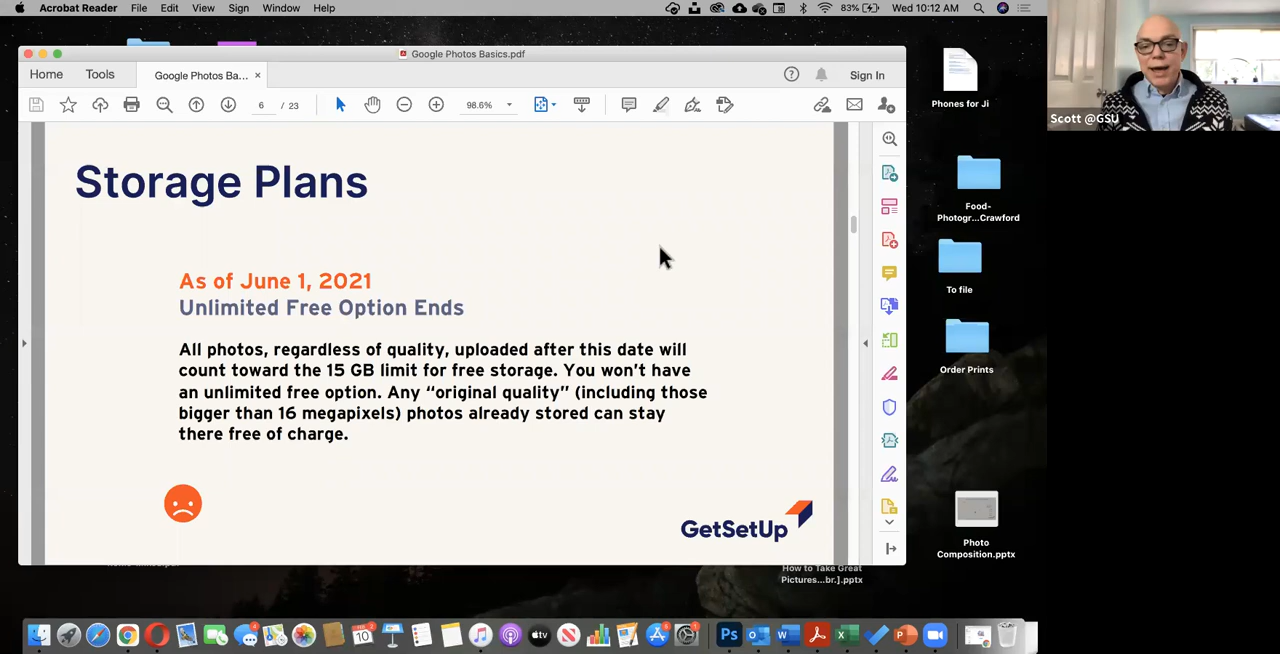 Acrobat Reader File Edit View Sign Window Help
83% Wed 10:12 AM
Google Photos Basics.pdf
Home Tools Google Photos Ba... × Sign In
6 / 23 98.6%
Storage Plans
As of June 1, 2021
Unlimited Free Option Ends
All photos, regardless of quality, uploaded after this date will
count toward the 15 GB limit for free storage. You won’t have
an unlimited free option. Any “original quality” (including those
bigger than 16 megapixels) photos already stored can stay
there free of charge.
GetSetUp
Phones for Ji
Food-
Photogr...Crawford
To file
Order Prints
Photo
Composition.pptx
How to Take Great
Pictures...br.].pptx
Scott @GSU
FEB
10
tv
Ps
W